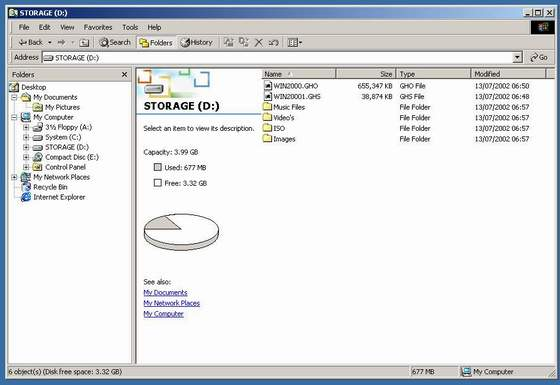 STORAGE (D:)
File Edit View Favorites Tools Help
Back Search Folders History
Address STORAGE (D:) Go
Folders
Desktop
My Documents
My Pictures
My Computer
3½ Floppy (A:)
System (C:)
STORAGE (D:)
Compact Disc (E:)
Control Panel
My Network Places
Recycle Bin
Internet Explorer
STORAGE (D:)
Select an item to view its description.
Capacity: 3.99 GB
Used: 677 MB
Free: 3.32 GB
See also:
My Documents
My Network Places
My Computer
Name Size Type Modified
WIN2000.GHO 655,347 KB GHO File 13/07/2002 06:50
WIN20001.GHS 38,874 KB GHS File 13/07/2002 06:48
Music Files File Folder 13/07/2002 06:57
Video's File Folder 13/07/2002 06:57
ISO File Folder 13/07/2002 06:57
Images File Folder 13/07/2002 06:57
6 object(s) (Disk free space: 3.32 GB) 677 MB My Computer